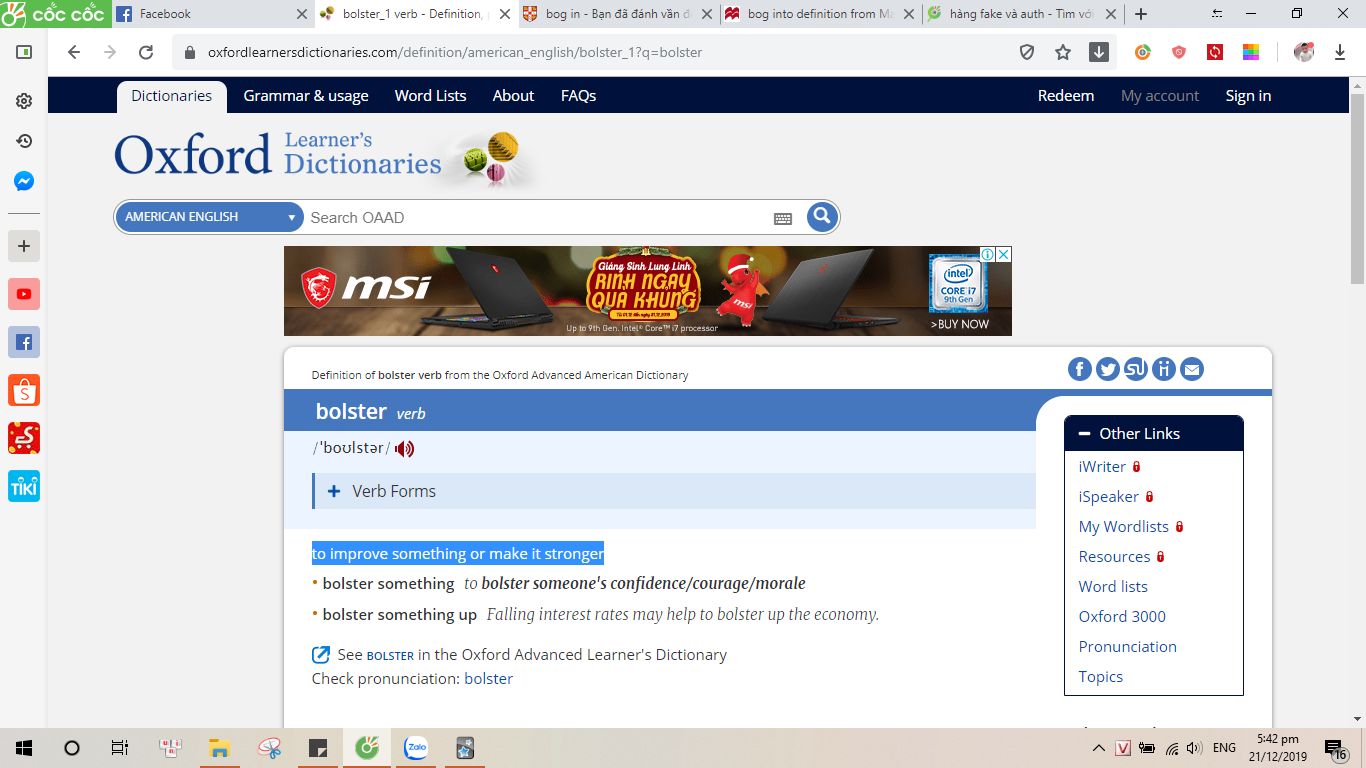 CỐC CỐC
Facebook
bolster_1 verb - Definition,
bog in - Bạn đã đánh vần đ
bog into definition from Ma
hàng fake và auth - Tìm với
oxfordlearnersdictionaries.com/definition/american_english/bolster_1?q=bolster
Dictionaries Grammar & usage Word Lists About FAQs Redeem My account Sign in
Oxford Learner's Dictionaries
AMERICAN ENGLISH Search OAAD
msi
Giáng Sinh Lung Linh
RINH NGAY
QUÀ KHỦNG
Up to 9th Gen. Intel® Core™ i7 processor
msi
intel
CORE i7
9th Gen
>BUY NOW
Definition of bolster verb from the Oxford Advanced American Dictionary
bolster verb
/ˈboʊlstər/
+ Verb Forms
to improve something or make it stronger
• bolster something to bolster someone's confidence/courage/morale
• bolster something up Falling interest rates may help to bolster up the economy.
See BOLSTER in the Oxford Advanced Learner's Dictionary
Check pronunciation: bolster
Other Links
iWriter
iSpeaker
My Wordlists
Resources
Word lists
Oxford 3000
Pronunciation
Topics
TIKI
Zalo
V
ENG
5:42 pm
21/12/2019
16